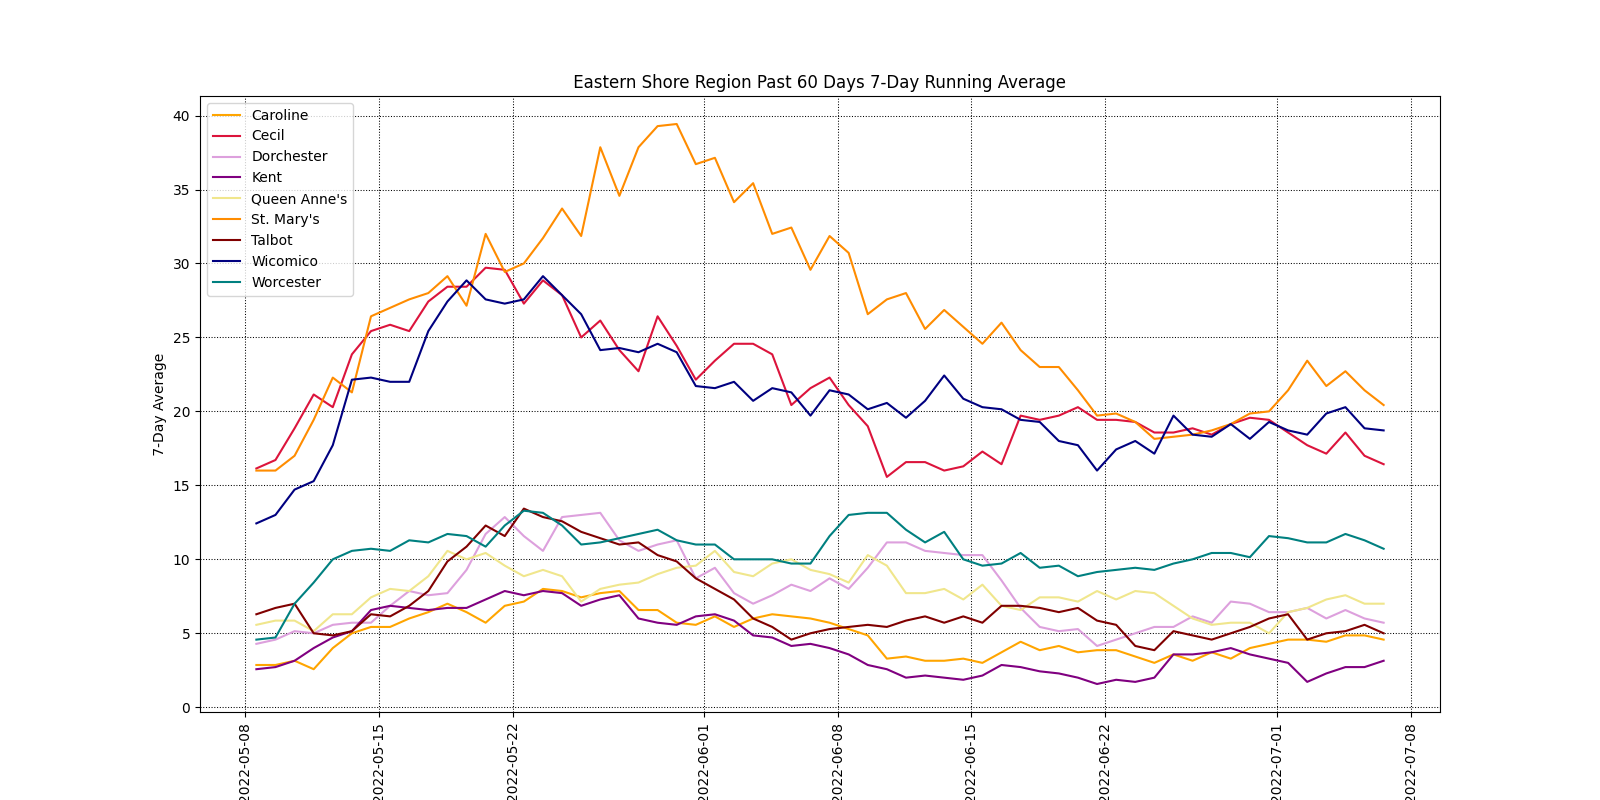 Eastern Shore Region Past 60 Days 7-Day Running Average
7-Day Average
40
35
30
25
20
15
10
5
0
Caroline
Cecil
Dorchester
Kent
Queen Anne's
St. Mary's
Talbot
Wicomico
Worcester
2022-05-08
2022-05-15
2022-05-22
2022-06-01
2022-06-08
2022-06-15
2022-06-22
2022-07-01
2022-07-08